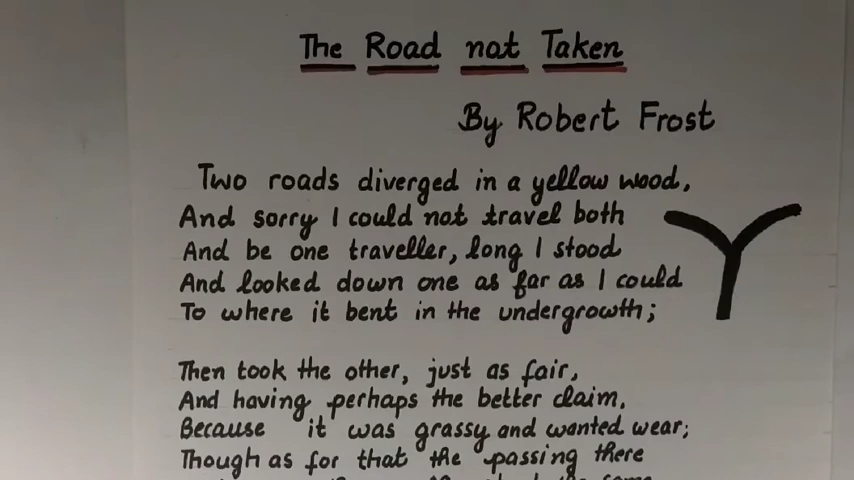 The Road not Taken
By Robert Frost
Two roads diverged in a yellow wood,
And sorry I could not travel both
And be one traveller, long I stood
And looked down one as far as I could
To where it bent in the undergrowth;
Then took the other, just as fair,
And having perhaps the better claim,
Because it was grassy and wanted wear;
Though as for that the passing there